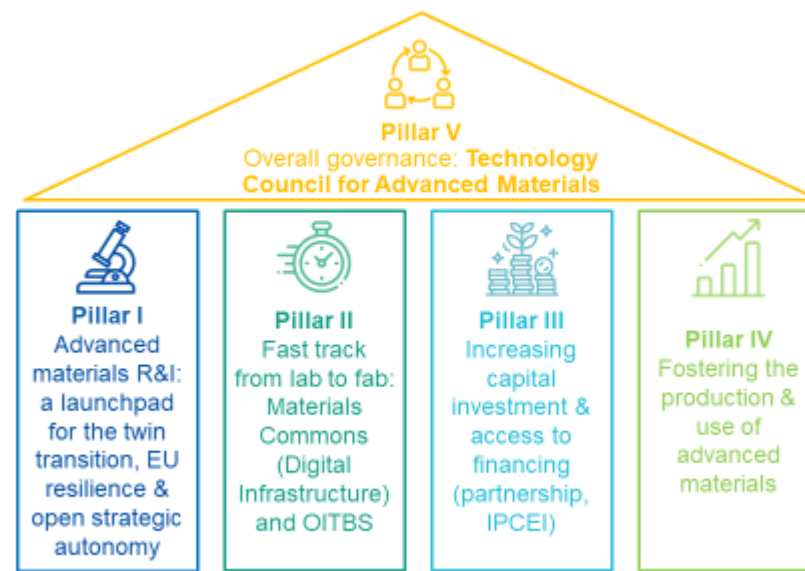 Pillar V
Overall governance: Technology
Council for Advanced Materials
Pillar I
Advanced
materials R&I:
a launchpad
for the twin
transition, EU
resilience &
open strategic
autonomy
Pillar II
Fast track
from lab to fab:
Materials
Commons
(Digital
Infrastructure)
and OITBS
Pillar III
Increasing
capital
investment &
access to
financing
(partnership,
IPCEI)
Pillar IV
Fostering the
production &
use of
advanced
materials